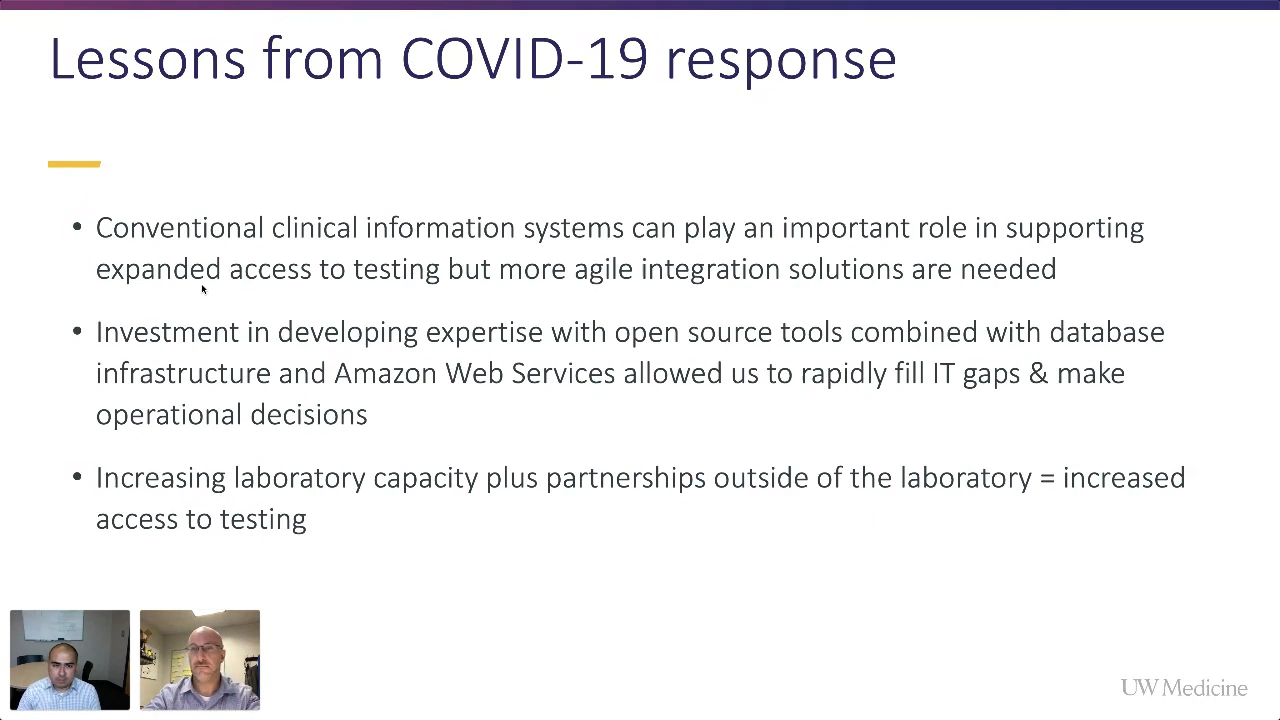 Lessons from COVID-19 response
• Conventional clinical information systems can play an important role in supporting
expanded access to testing but more agile integration solutions are needed
• Investment in developing expertise with open source tools combined with database
infrastructure and Amazon Web Services allowed us to rapidly fill IT gaps & make
operational decisions
• Increasing laboratory capacity plus partnerships outside of the laboratory = increased
access to testing
UW Medicine